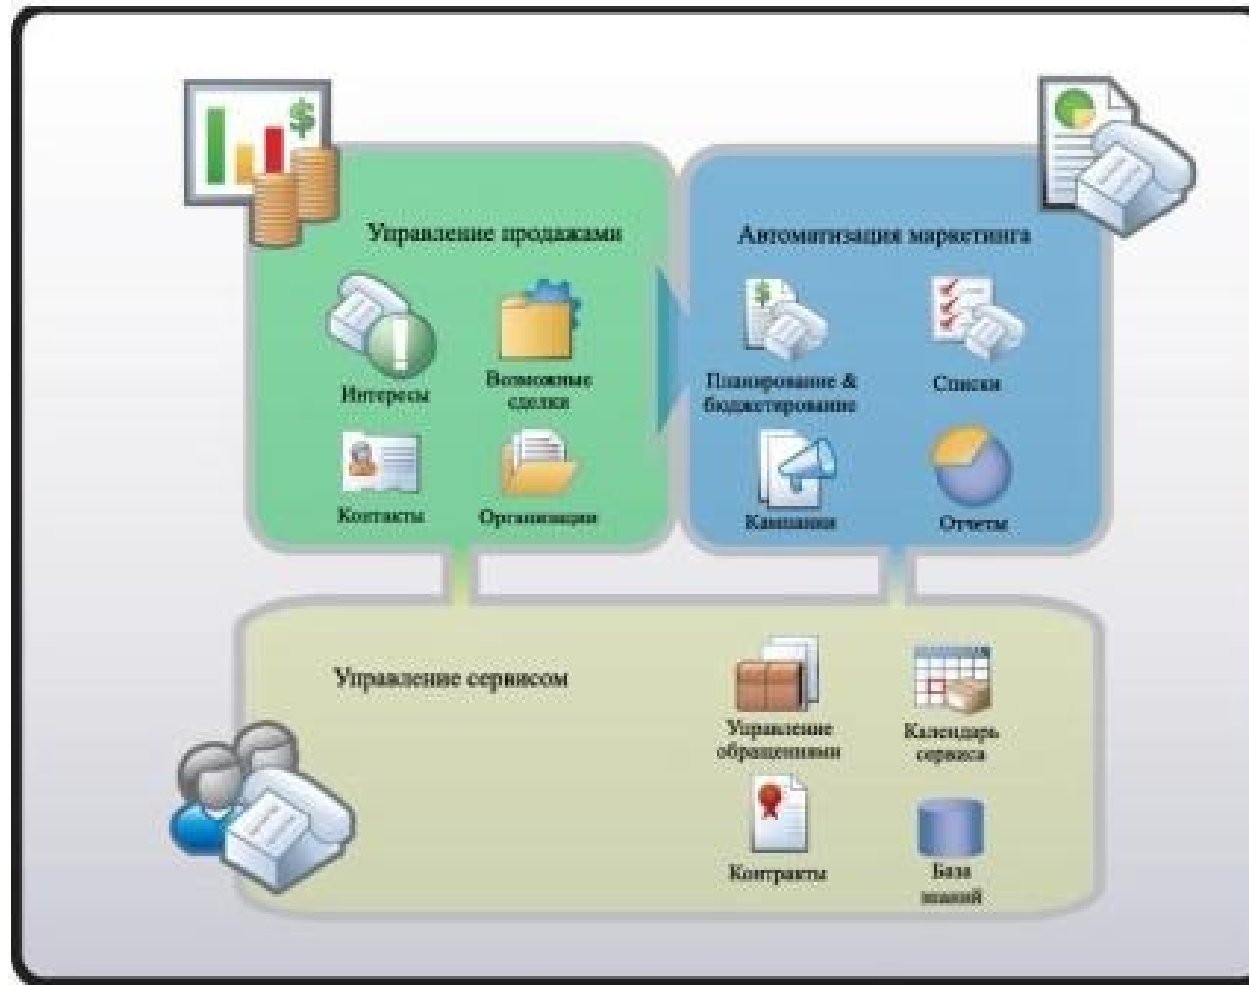 Управление продажами
Интересы
Возможные
сделки
Контакты
Организации
Автоматизация маркетинга
Планирование &
бюджетирование
Списки
Кампании
Отчеты
Управление сервисом
Управление
обращениями
Календарь
сервиса
Контракты
База
знаний